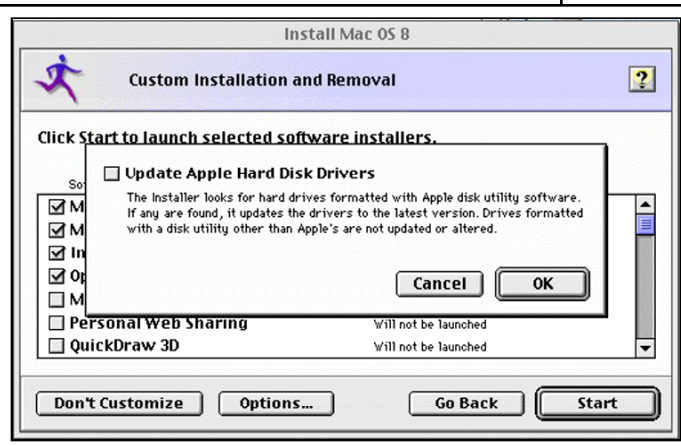 Install Mac OS 8
Custom Installation and Removal
?
Click Start to launch selected software installers.
Update Apple Hard Disk Drivers
The Installer looks for hard drives formatted with Apple disk utility software.
If any are found, it updates the drivers to the latest version. Drives formatted
with a disk utility other than Apple's are not updated or altered.
Cancel OK
So
M
M
In
Op
M
Personal Web Sharing Will not be launched
QuickDraw 3D Will not be launched
Don't Customize Options... Go Back Start